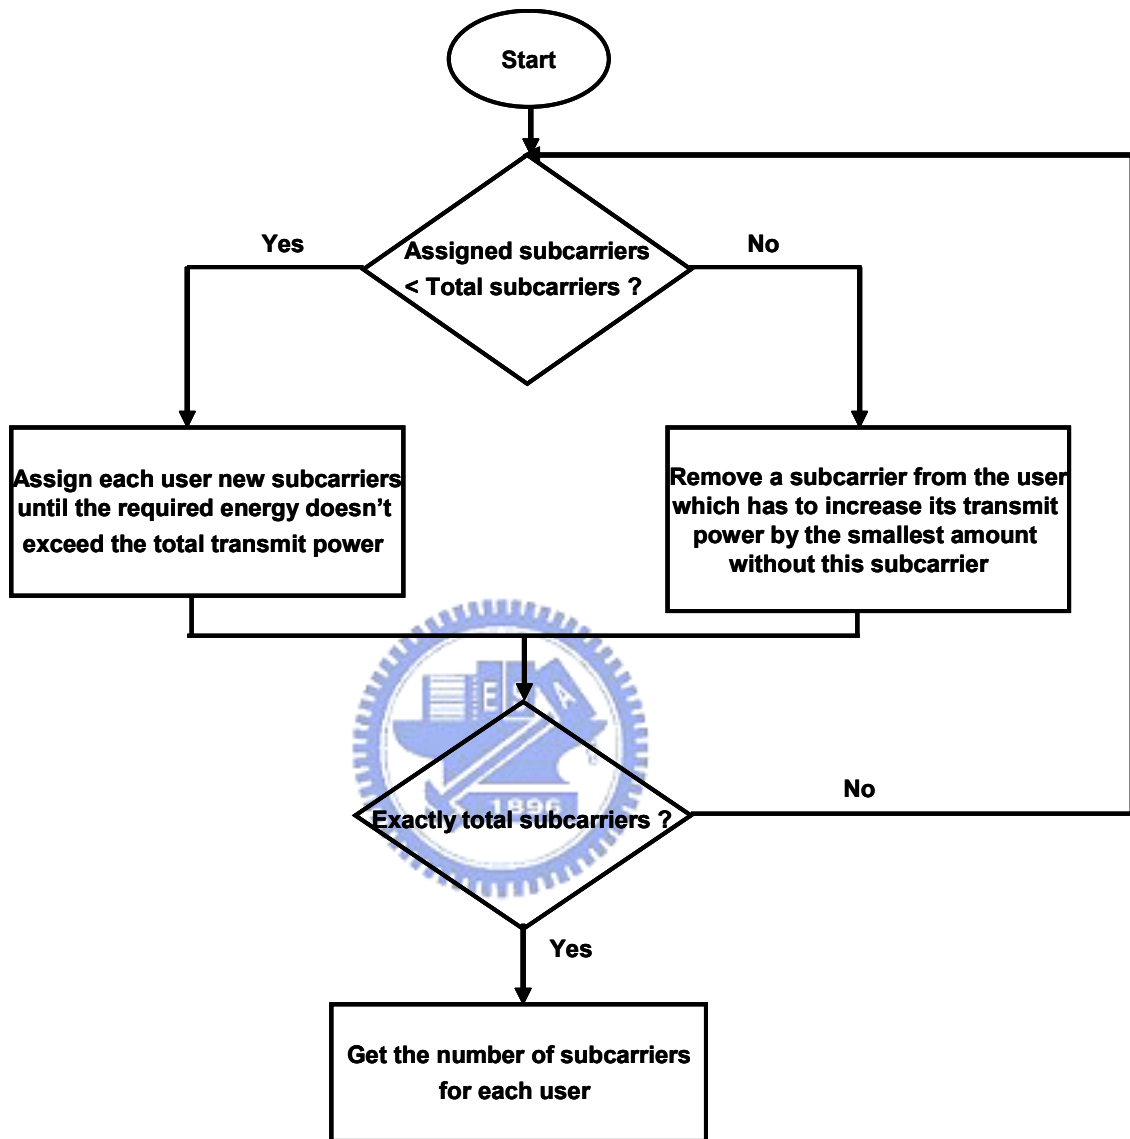 Start
Assigned subcarriers
< Total subcarriers ?
Yes
No
Assign each user new subcarriers
until the required energy doesn't
exceed the total transmit power
Remove a subcarrier from the user
which has to increase its transmit
power by the smallest amount
without this subcarrier
E
A
1896
Exactly total subcarriers ?
No
Yes
Get the number of subcarriers
for each user